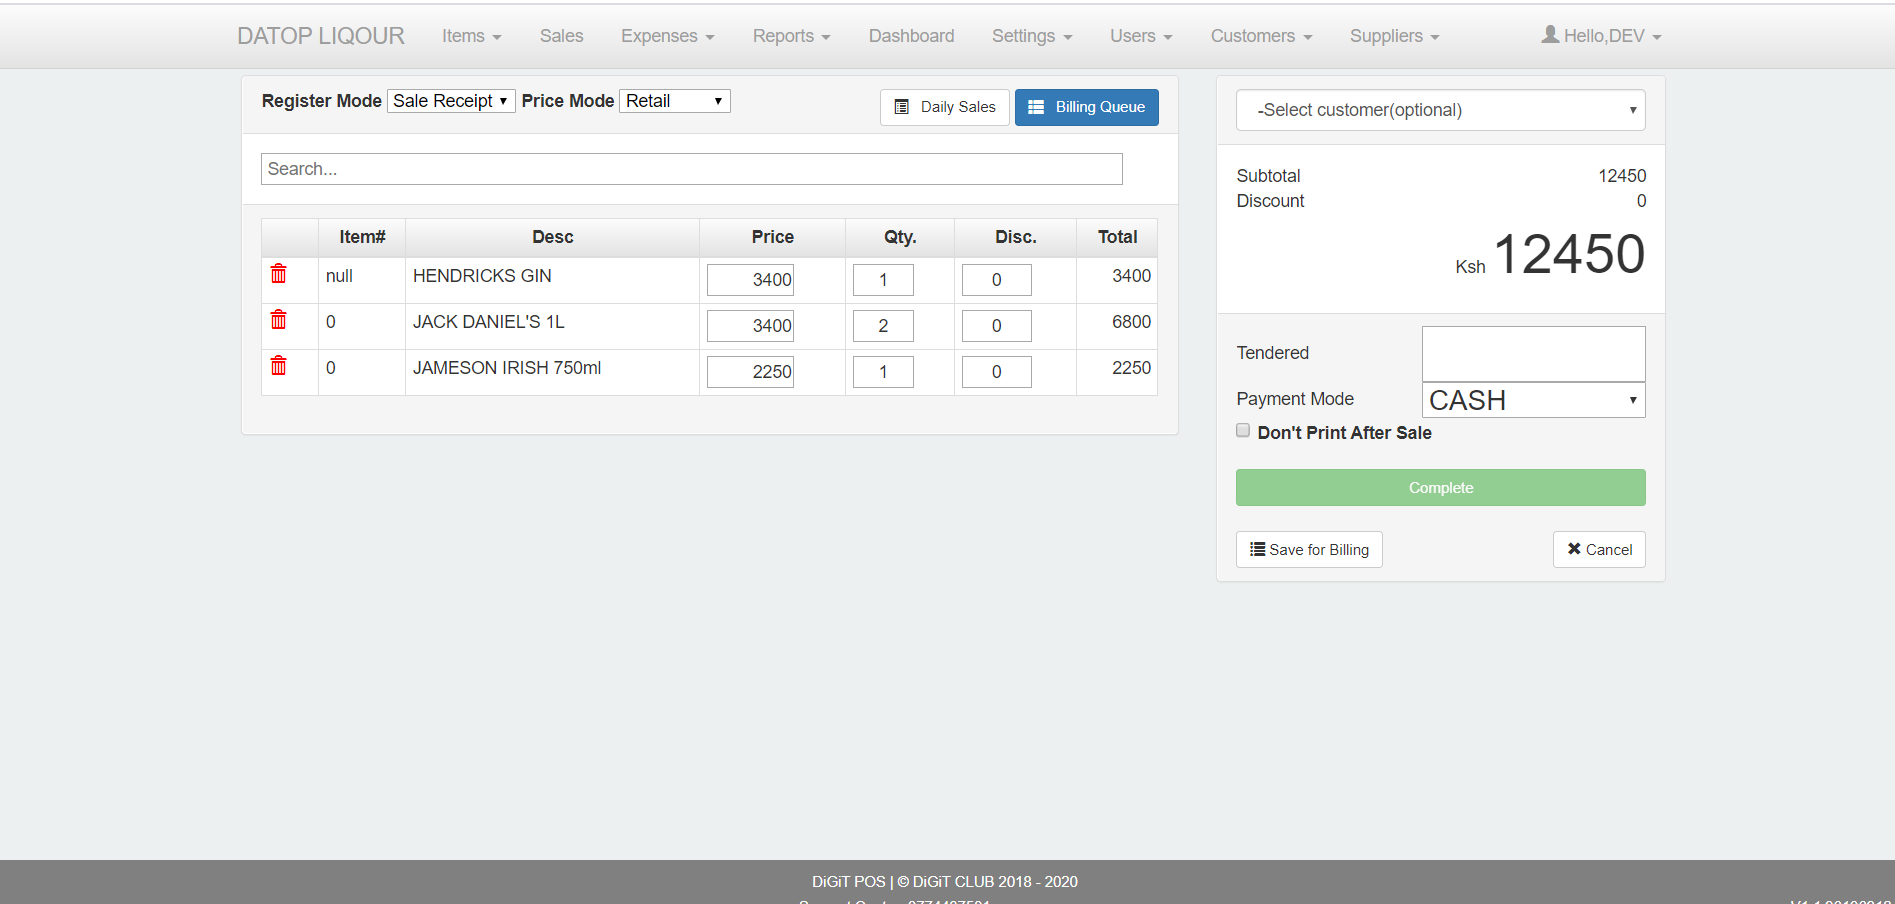 DATOP LIQOUR Items Sales Expenses Reports Dashboard Settings Users Customers Suppliers Hello,DEV
Register Mode Sale Receipt Price Mode Retail Daily Sales Billing Queue
Search...
Item# Desc Price Qty. Disc. Total
null HENDRICKS GIN 3400 1 0 3400
0 JACK DANIEL'S 1L 3400 2 0 6800
0 JAMESON IRISH 750ml 2250 1 0 2250
-Select customer(optional)
Subtotal 12450
Discount 0
Ksh 12450
Tendered
Payment Mode CASH
Don't Print After Sale
Complete
Save for Billing Cancel
DiGiT POS | © DiGiT CLUB 2018 - 2020